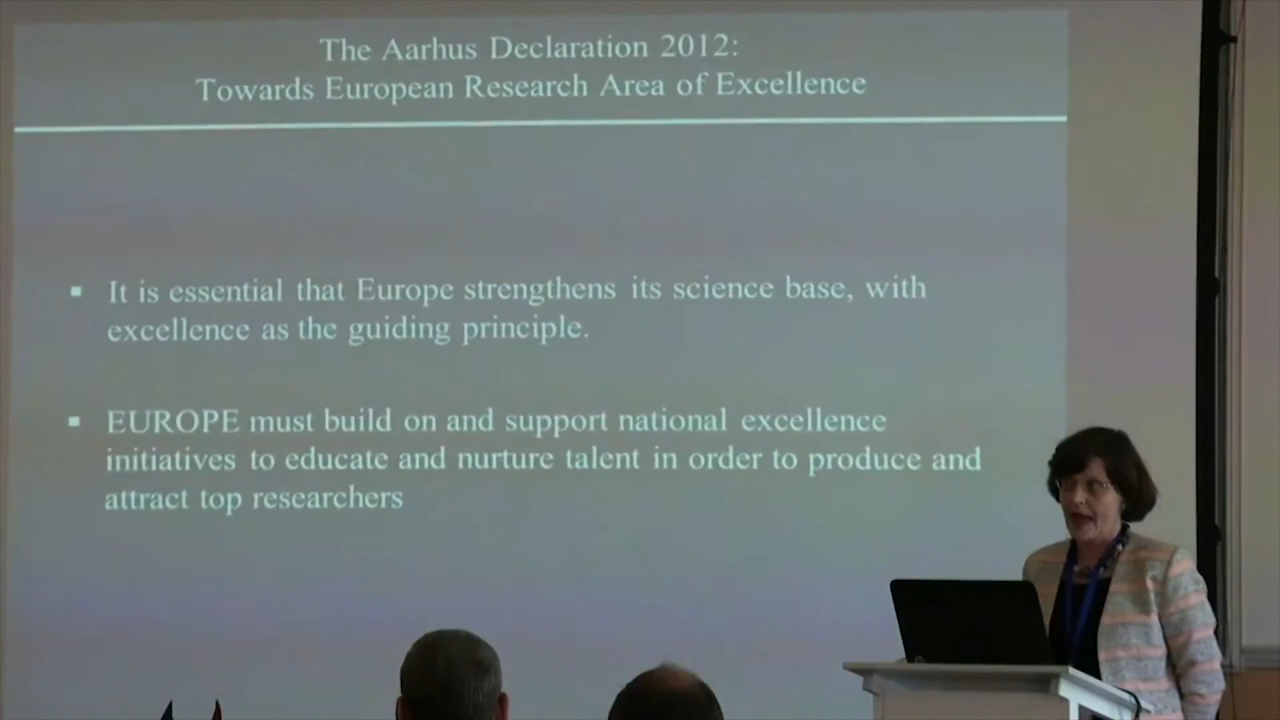 The Aarhus Declaration 2012:
Towards European Research Area of Excellence
▪ It is essential that Europe strengthens its science base, with
excellence as the guiding principle.
▪ EUROPE must build on and support national excellence
initiatives to educate and nurture talent in order to produce and
attract top researchers